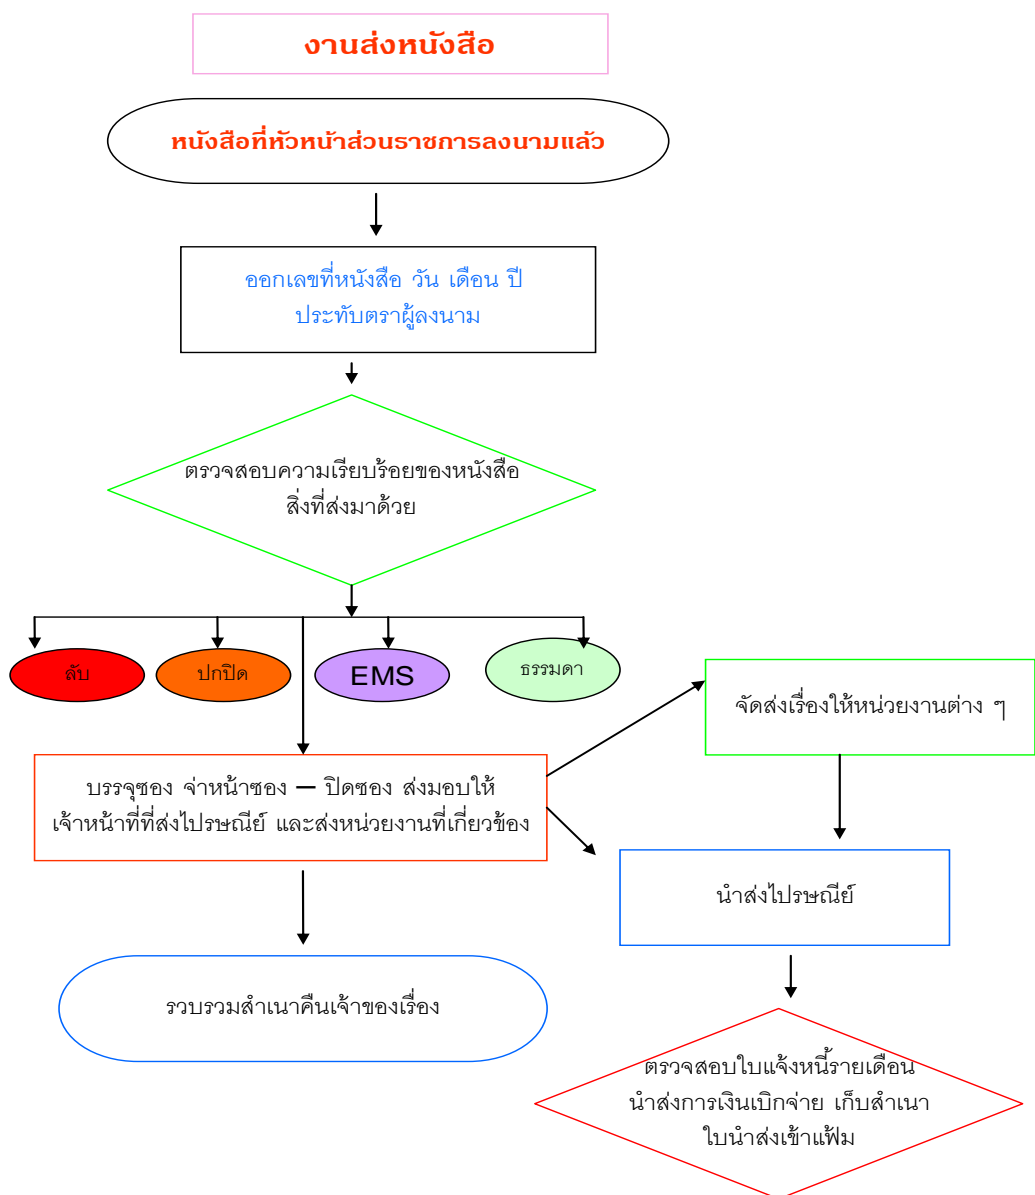 งานส่งหนังสือ
หนังสือที่หัวหน้าส่วนราชการลงนามแล้ว
ออกเลขที่หนังสือ วัน เดือน ปี
ประทับตราผู้ลงนาม
ตรวจสอบความเรียบร้อยของหนังสือ
สิ่งที่ส่งมาด้วย
ลับ
ปกปิด
EMS
ธรรมดา
จัดส่งเรื่องให้หน่วยงานต่าง ๆ
บรรจุซอง จ่าหน้าซอง – ปิดซอง ส่งมอบให้
เจ้าหน้าที่ที่ส่งไปรษณีย์ และส่งหน่วยงานที่เกี่ยวข้อง
นำส่งไปรษณีย์
รวบรวมสำเนาคืนเจ้าของเรื่อง
ตรวจสอบใบแจ้งหนี้รายเดือน
นำส่งการเงินเบิกจ่าย เก็บสำเนา
ใบนำส่งเข้าแฟ้ม